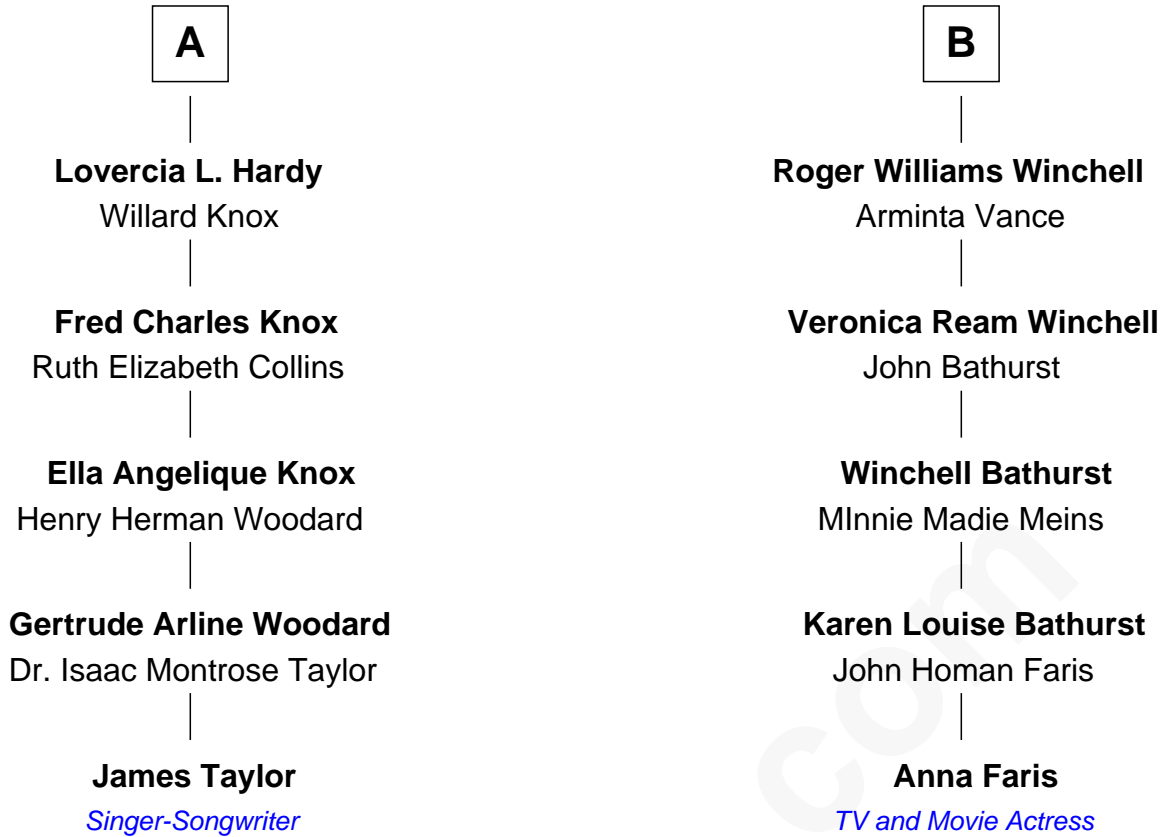 A
Lovercia L. Hardy
Willard Knox
Fred Charles Knox
Ruth Elizabeth Collins
Ella Angelique Knox
Henry Herman Woodard
Gertrude Arline Woodard
Dr. Isaac Montrose Taylor
James Taylor
Singer-Songwriter
B
Roger Williams Winchell
Arminta Vance
Veronica Ream Winchell
John Bathurst
Winchell Bathurst
MInnie Madie Meins
Karen Louise Bathurst
John Homan Faris
Anna Faris
TV and Movie Actress
com